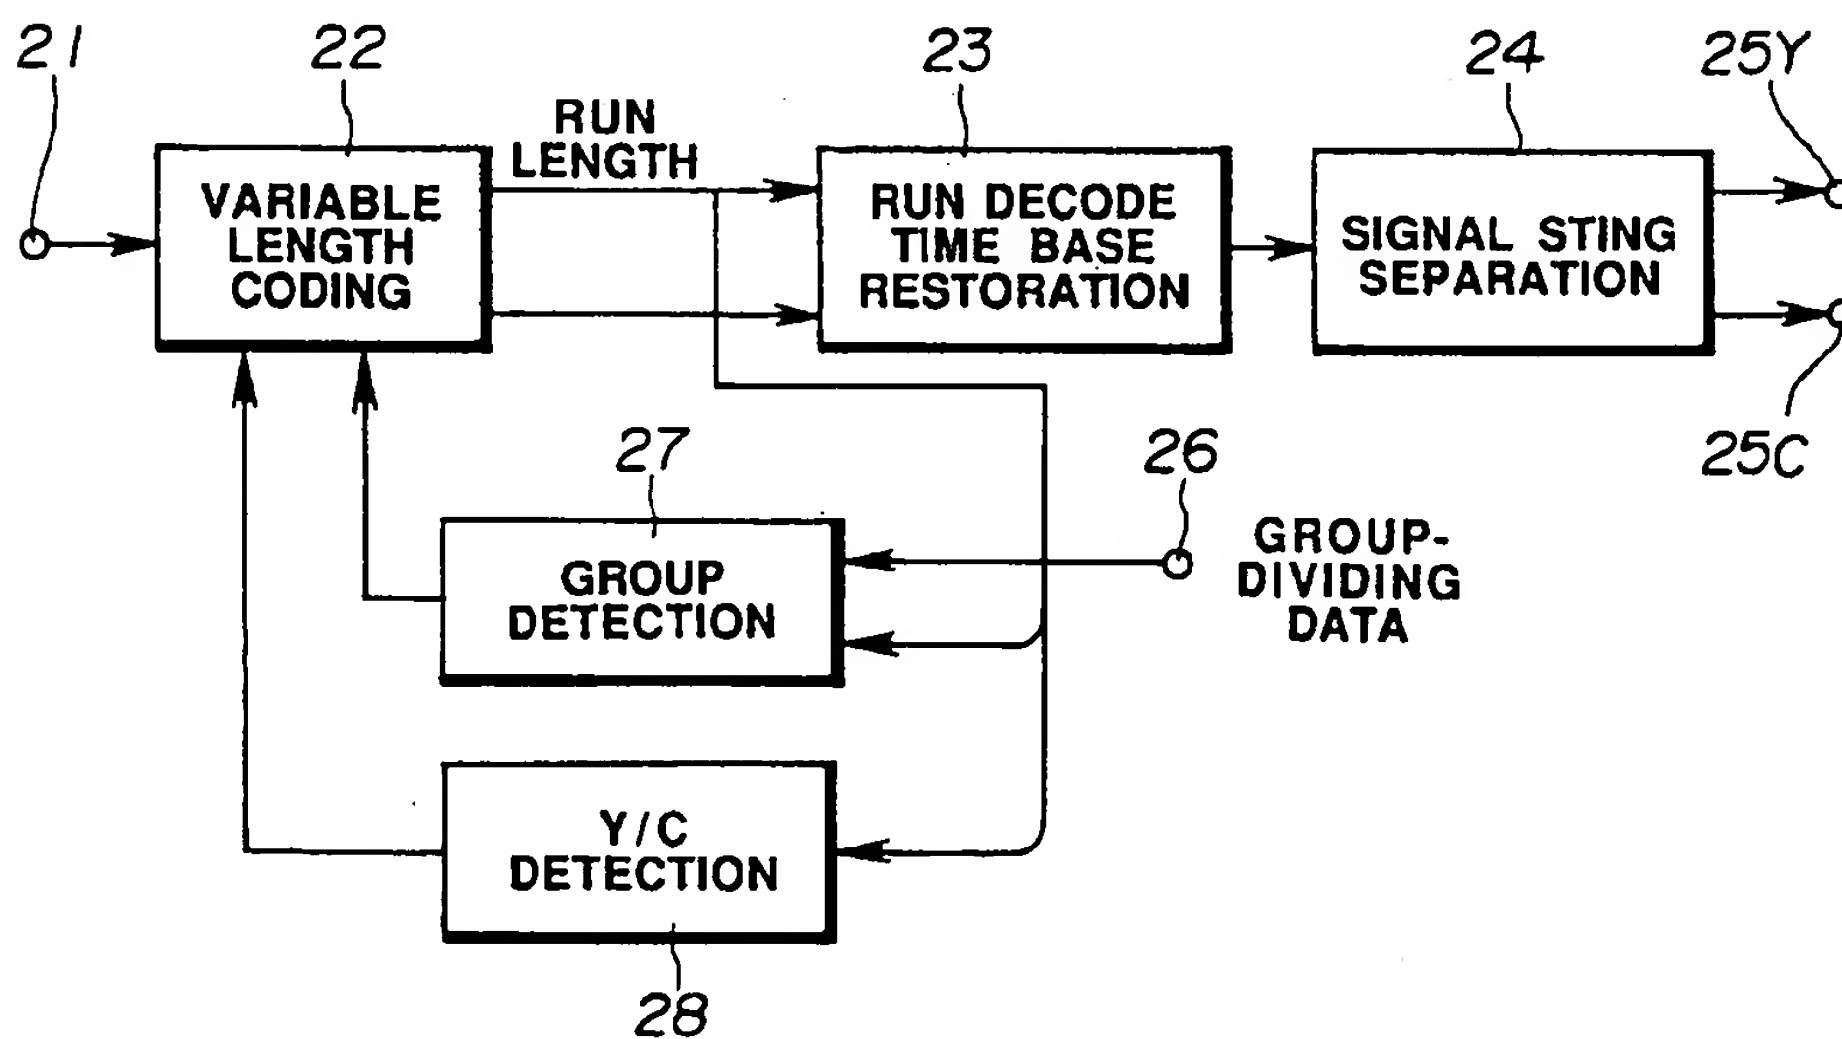 21
22
23
24
25Y
RUN
LENGTH
VARIABLE
LENGTH
CODING
RUN DECODE
TIME BASE
RESTORATION
SIGNAL STING
SEPARATION
25C
27
26
GROUP
DETECTION
GROUP-
DIVIDING
DATA
Y/C
DETECTION
28